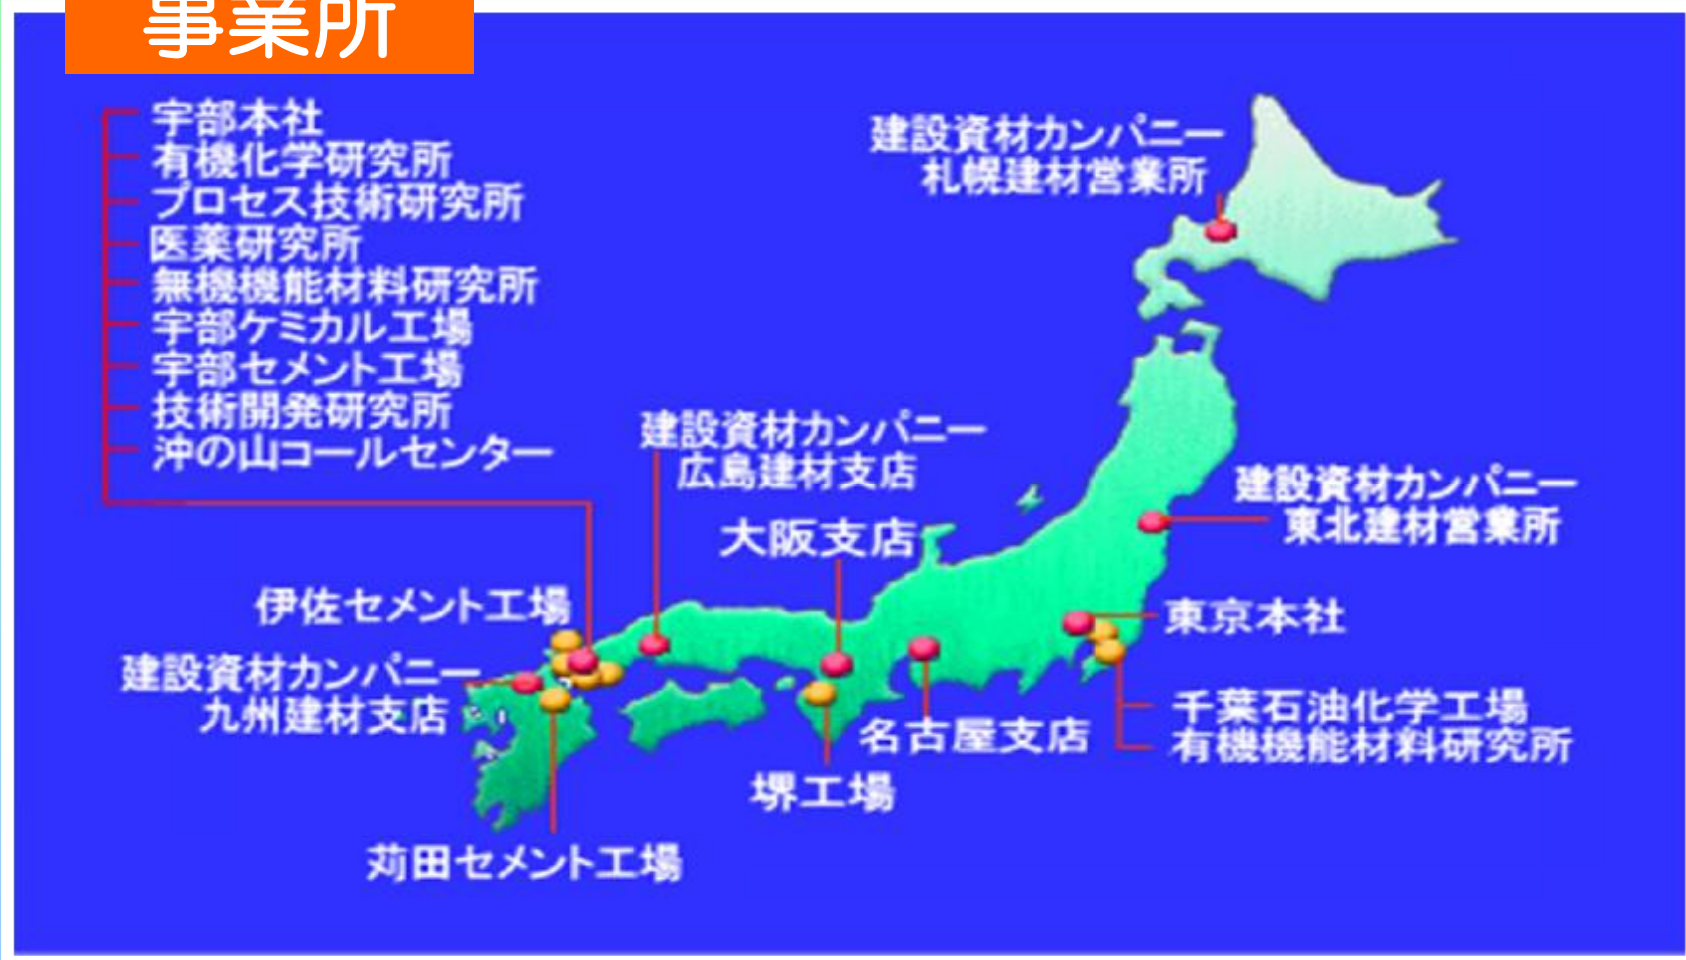 事業所
宇部本社
有機化学研究所
プロセス技術研究所
医薬研究所
無機機能材料研究所
宇部ケミカル工場
宇部セメント工場
技術開発研究所
沖の山コールセンター
建設資材カンパニー
札幌建材営業所
建設資材カンパニー
広島建材支店
大阪支店
建設資材カンパニー
東北建材営業所
伊佐セメント工場
東京本社
建設資材カンパニー
九州建材支店
千葉石油化学工場
有機機能材料研究所
名古屋支店
堺工場
苅田セメント工場